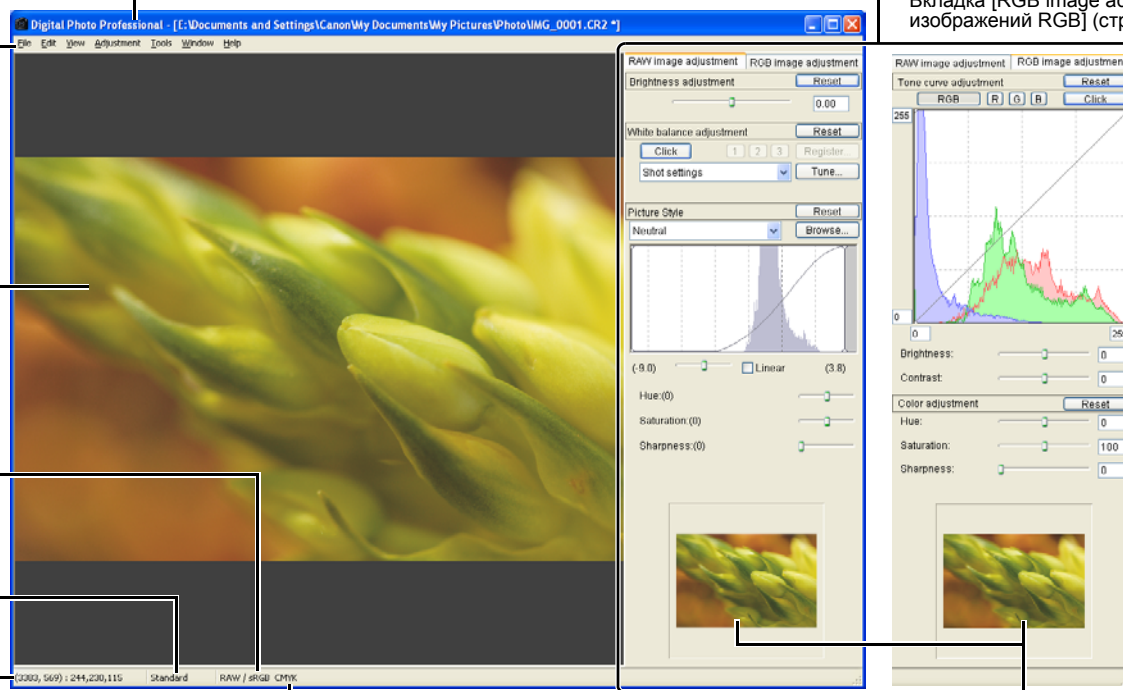 Вкладка [RGB image ad
изображений RGB] (стр
Digital Photo Professional - [E:\Documents and Settings\Canon\My Documents\My Pictures\Photo\IMG_0001.CR2 *]
File Edit View Adjustment Tools Window Help
RAW image adjustment RGB image adjustment
Brightness adjustment Reset
0.00
White balance adjustment Reset
Click 1 2 3 Register...
Shot settings Tune...
Picture Style Reset
Neutral Browse...
(-9.0) Linear (3.8)
Hue:(0)
Saturation:(0)
Sharpness:(0)
(3383, 569) : 244,230,115 Standard RAW / sRGB CMYK
RAW image adjustment RGB image adjustmen
Tone curve adjustment Reset
RGB R G B Click
255
0
0 255
Brightness: 0
Contrast: 0
Color adjustment Reset
Hue: 0
Saturation: 100
Sharpness: 0